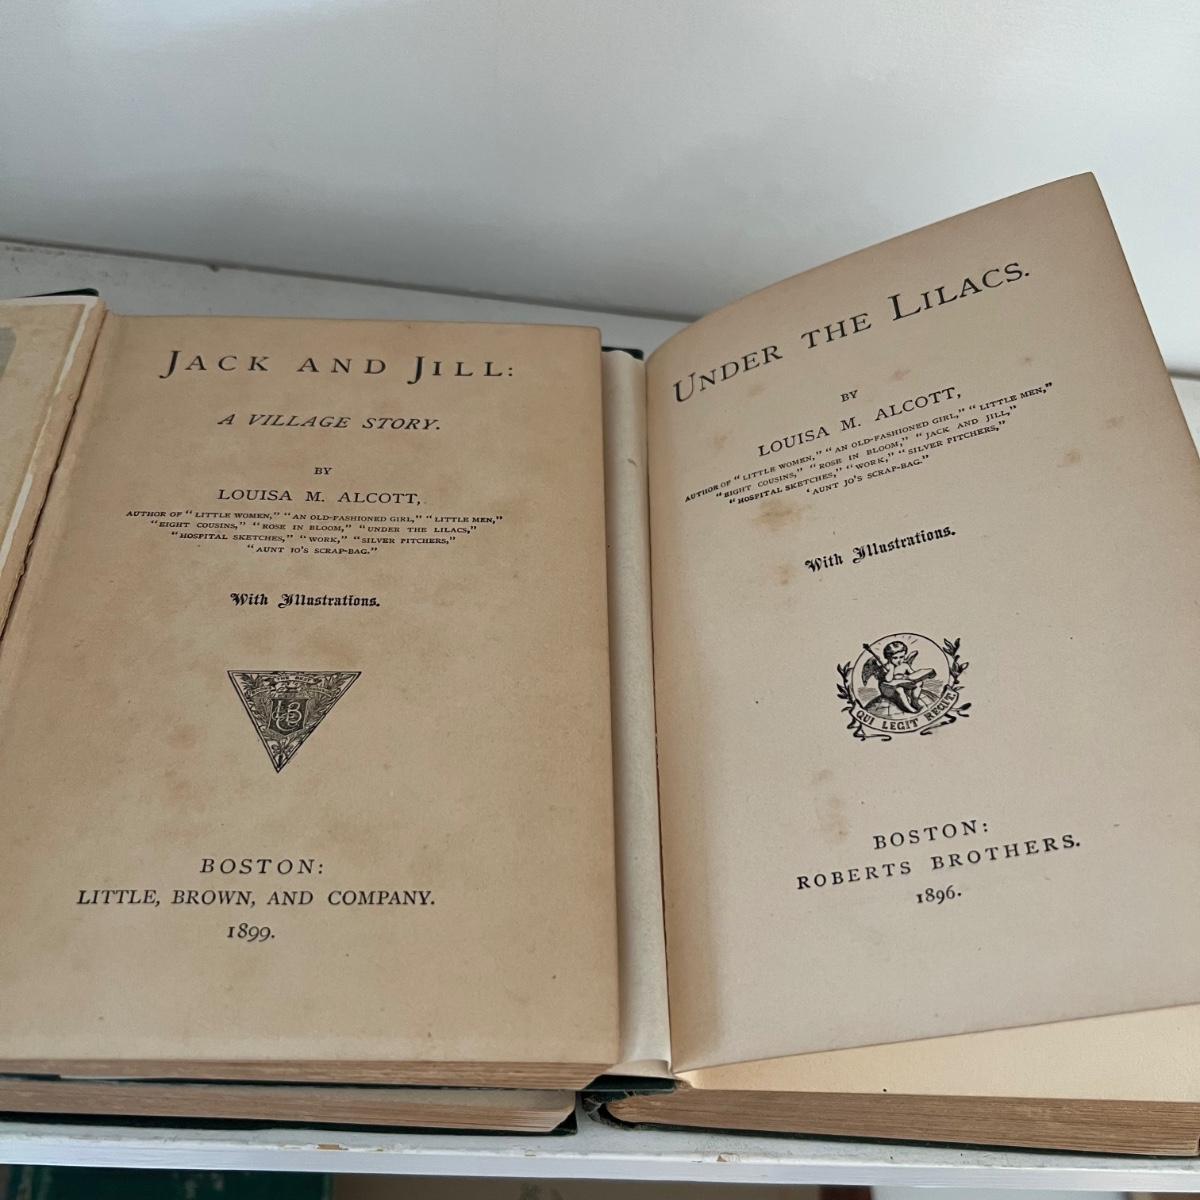 JACK AND JILL:
A VILLAGE STORY.
BY
LOUISA M. ALCOTT,
AUTHOR OF "LITTLE WOMEN," "AN OLD-FASHIONED GIRL," "LITTLE MEN,"
"EIGHT COUSINS," "ROSE IN BLOOM," "UNDER THE LILACS,"
"HOSPITAL SKETCHES," "WORK," "SILVER PITCHERS,"
"AUNT JO'S SCRAP-BAG."
With Illustrations.
BOSTON:
LITTLE, BROWN, AND COMPANY.
1899.
UNDER THE LILACS.
BY
LOUISA M. ALCOTT,
AUTHOR OF "LITTLE WOMEN," "AN OLD-FASHIONED GIRL," "LITTLE MEN,"
"EIGHT COUSINS," "ROSE IN BLOOM," "JACK AND JILL,"
"HOSPITAL SKETCHES," "WORK," "SILVER PITCHERS,"
'AUNT JO'S SCRAP-BAG."
With Illustrations.
QUI LEGIT REGIT.
BOSTON:
ROBERTS BROTHERS.
1896.